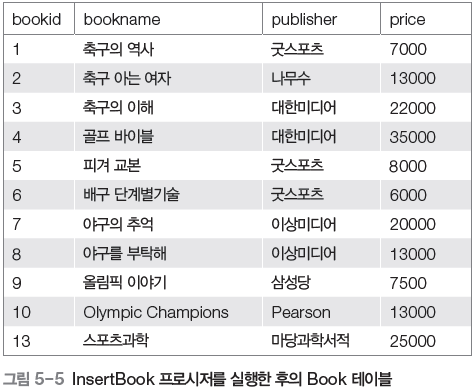 bookid bookname publisher price
1 축구의 역사 굿스포츠 7000
2 축구 아는 여자 나무수 13000
3 축구의 이해 대한미디어 22000
4 골프 바이블 대한미디어 35000
5 피겨 교본 굿스포츠 8000
6 배구 단계별기술 굿스포츠 6000
7 야구의 추억 이상미디어 20000
8 야구를 부탁해 이상미디어 13000
9 올림픽 이야기 삼성당 7500
10 Olympic Champions Pearson 13000
13 스포츠과학 마당과학서적 25000
그림 5-5 InsertBook 프로시저를 실행한 후의 Book 테이블